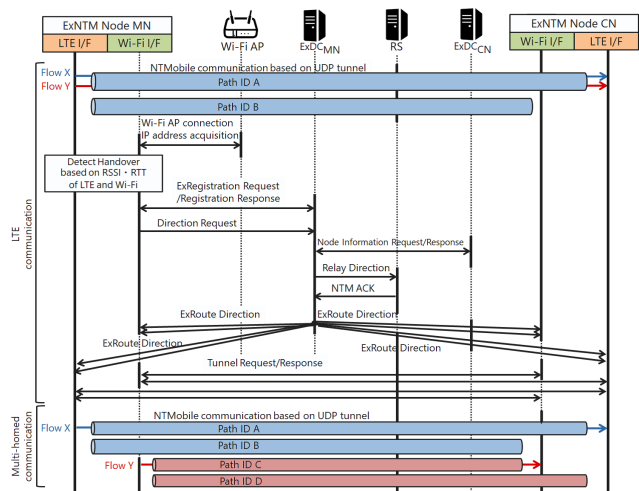 ExNTM Node MN
ExNTM Node CN
LTE I/F
Wi-Fi I/F
Wi-Fi AP
ExDCMN
RS
ExDCCN
Wi-Fi I/F
LTE I/F
Flow X
Flow Y
NTMobile communication based on UDP tunnel
Path ID A
Path ID B
Wi-Fi AP connection
IP address acquisition
Detect Handover
based on RSSI・RTT
of LTE and Wi-Fi
ExRegistration Request
/Registration Response
Direction Request
Node Information Request/Response
Relay Direction
NTM ACK
ExRoute Direction
ExRoute Direction
ExRoute Direction
ExRoute Direction
Tunnel Request/Response
LTE
communication
NTMobile communication based on UDP tunnel
Flow X
Path ID A
Path ID B
Flow Y
Path ID C
Path ID D
Multi-homed
communication